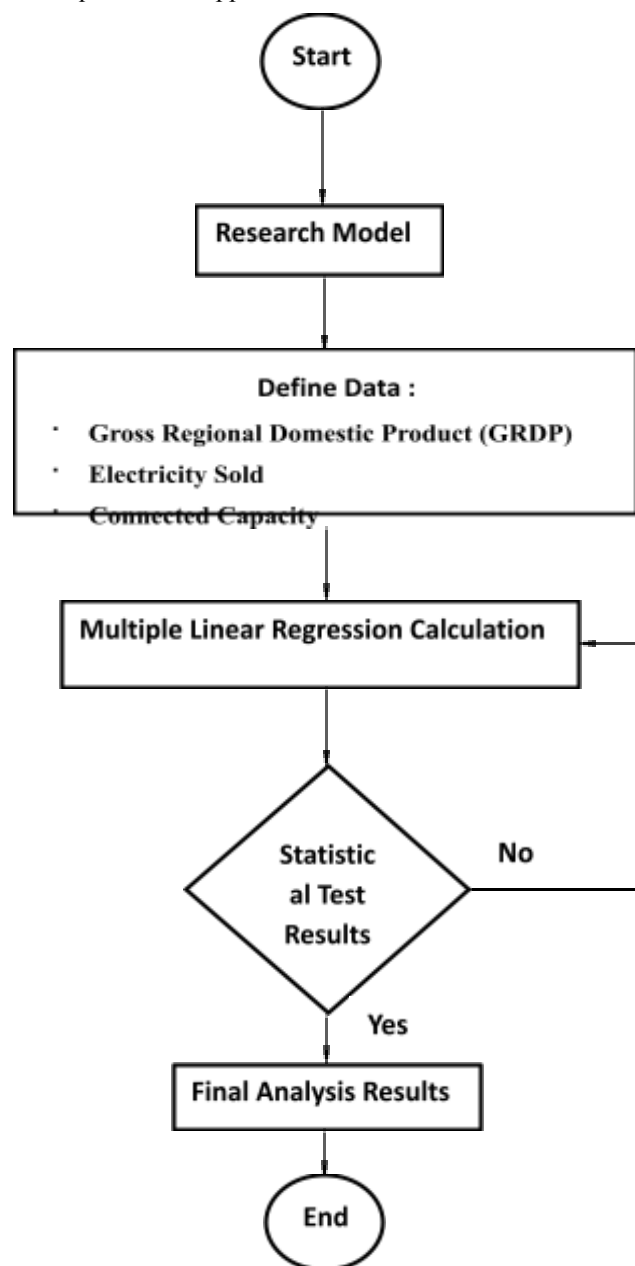 Start
Research Model
Define Data :
· Gross Regional Domestic Product (GRDP)
· Electricity Sold
· Connected Capacity
Multiple Linear Regression Calculation
Statistic
al Test
Results
No
Yes
Final Analysis Results
End